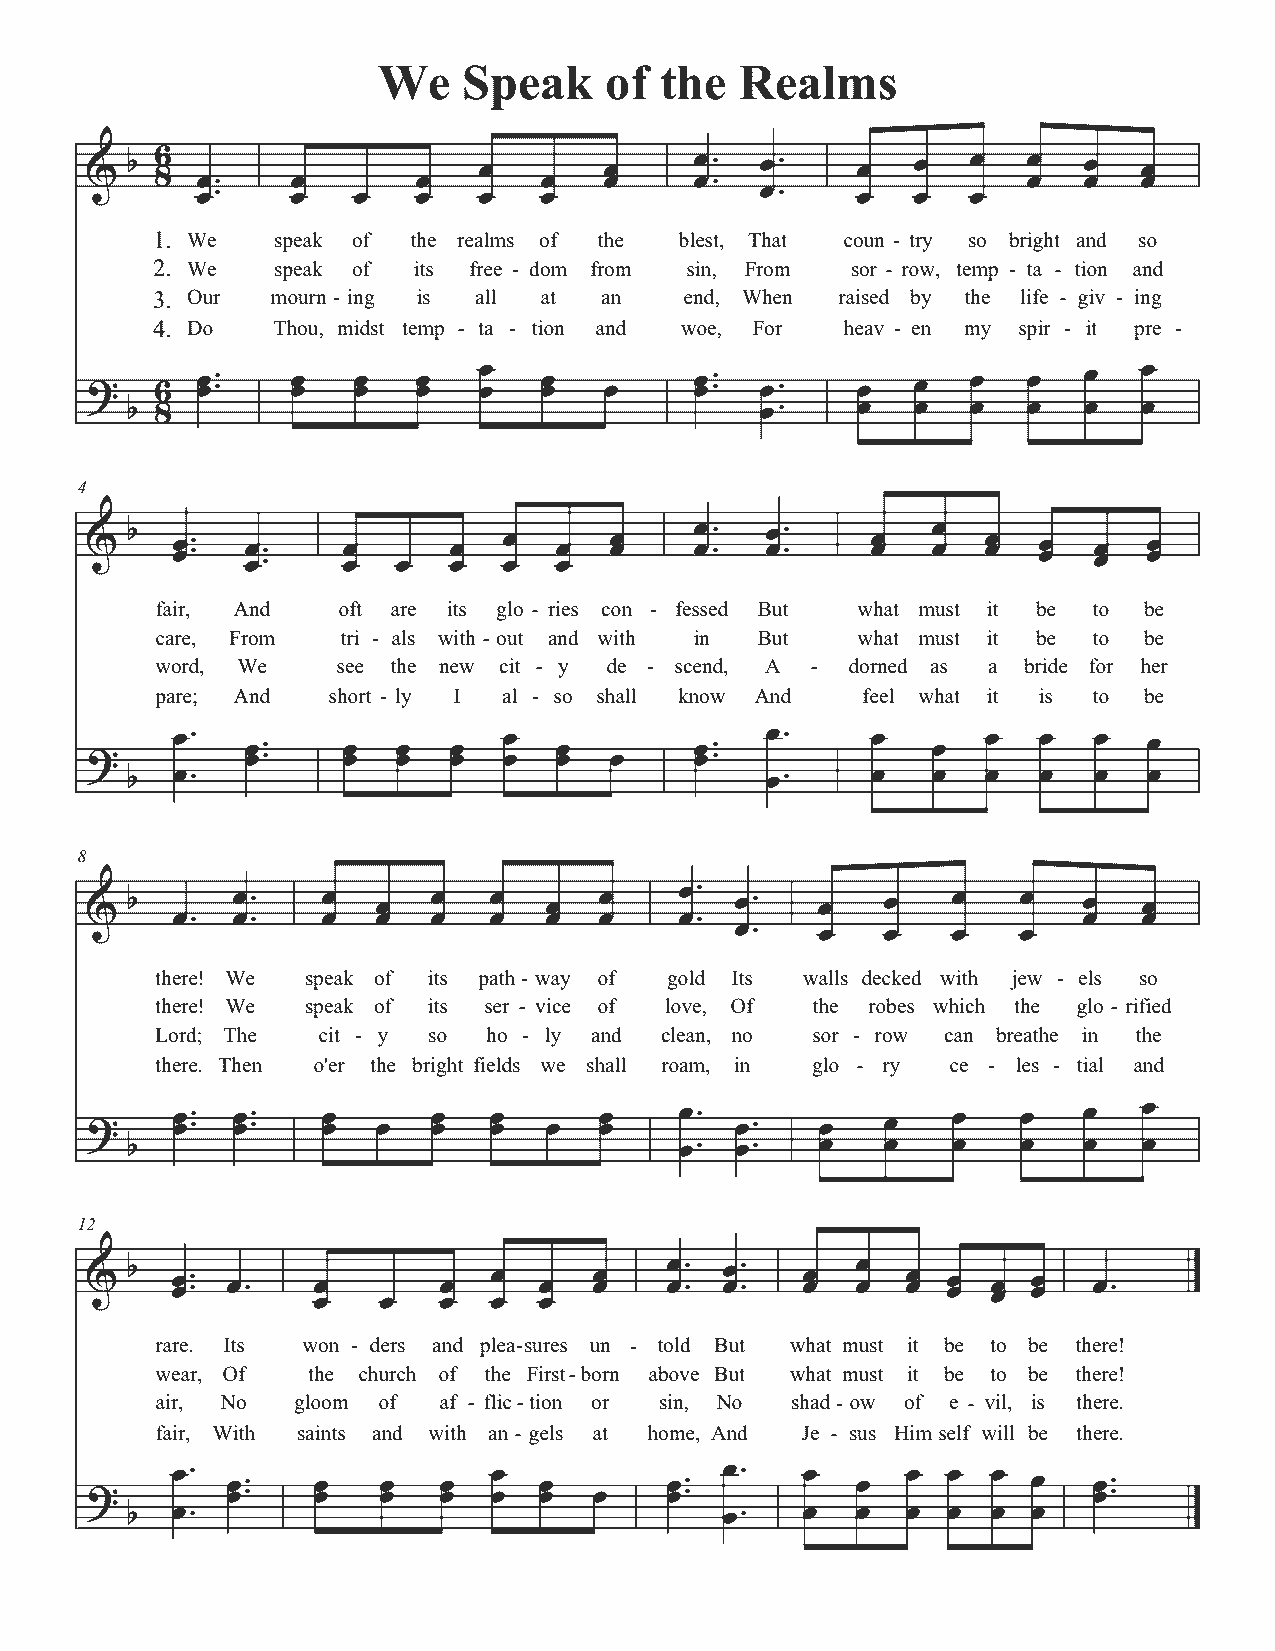 We Speak of the Realms
6
8
1. We speak of the realms of the blest, That coun - try so bright and so
2. We speak of its free - dom from sin, From sor - row, temp - ta - tion and
3. Our mourn - ing is all at an end, When raised by the life - giv - ing
4. Do Thou, midst temp - ta - tion and woe, For heav - en my spir - it pre -
6
8
4
fair, And oft are its glo - ries con - fessed But what must it be to be
care, From tri - als with - out and with in But what must it be to be
word, We see the new cit - y de - scend, A - dorned as a bride for her
pare; And short - ly I al - so shall know And feel what it is to be
8
there! We speak of its path - way of gold Its walls decked with jew - els so
there! We speak of its ser - vice of love, Of the robes which the glo - rified
Lord; The cit - y so ho - ly and clean, no sor - row can breathe in the
there. Then o'er the bright fields we shall roam, in glo - ry ce - les - tial and
12
rare. Its won - ders and plea-sures un - told But what must it be to be there!
wear, Of the church of the First - born above But what must it be to be there!
air, No gloom of af - flic - tion or sin, No shad - ow of e - vil, is there.
fair, With saints and with an - gels at home, And Je - sus Him self will be there.